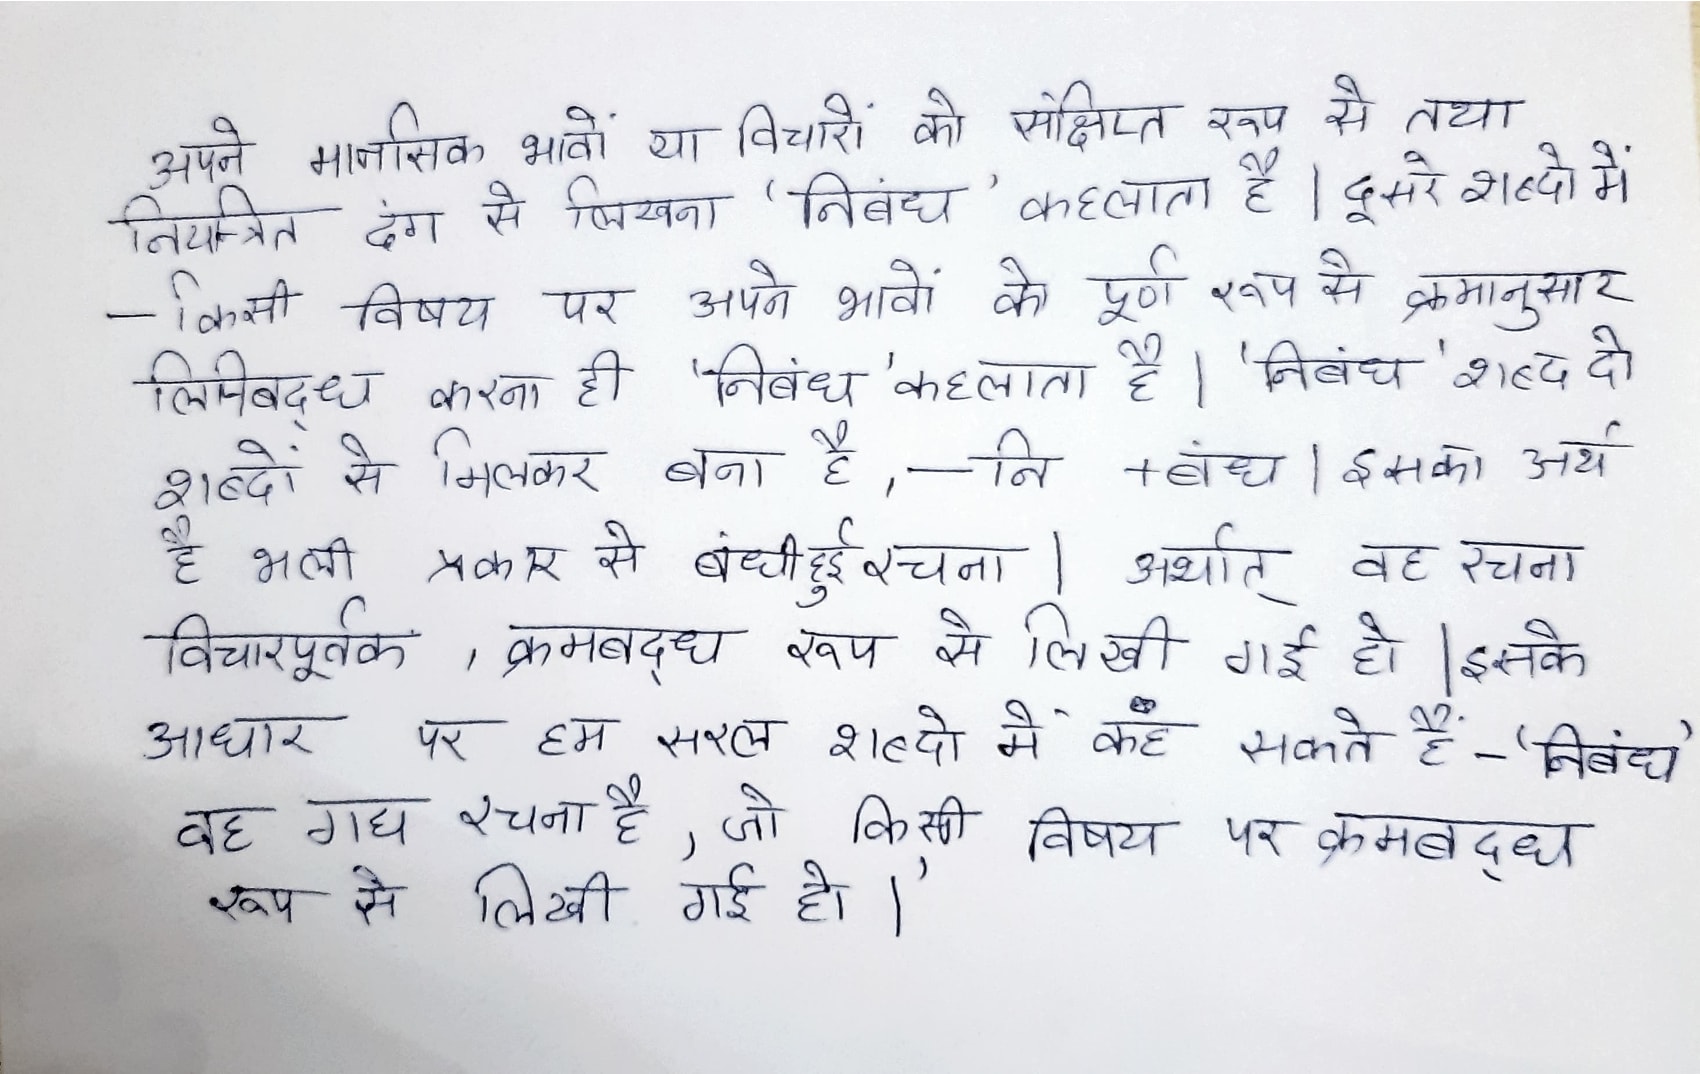 अपने मानसिक भावों या विचारों को संक्षिप्त रूप से तथा
नियन्त्रित ढंग से लिखना 'निबंध' कहलाता है | दूसरे शब्दो में
– किसी विषय पर अपने भावों को पूर्ण रूप से क्रमानुसार
लिपिबद्ध करना ही 'निबंध' कहलाता है | 'निबंध' शब्द दो
शब्दों से मिलकर बना है, – नि + बंध | इसका अर्थ
है भली प्रकार से बंधी हुई रचना | अर्थात् वह रचना
विचारपूर्वक , क्रमबद्ध रूप से लिखी गई हो | इसके
आधार पर हम सरल शब्दो में कह सकते हैं – 'निबंध'
वह गद्य रचना है, जो किसी विषय पर क्रमबद्ध
रूप से लिखी गई हो |'